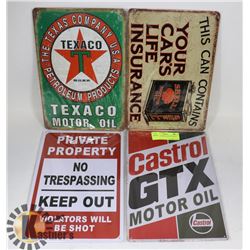 THE TEXAS COMPANY U.S.A.
TEXACO
PETROLEUM PRODUCTS
TEXACO
MOTOR OIL
THIS CAN CONTAINS
YOUR
CARS
LIFE
INSURANCE
PRIVATE
PROPERTY
NO
TRESPASSING
KEEP OUT
VIOLATORS WILL
BE SHOT
Castrol
GTX
MOTOR OIL
Castrol
Kastner's